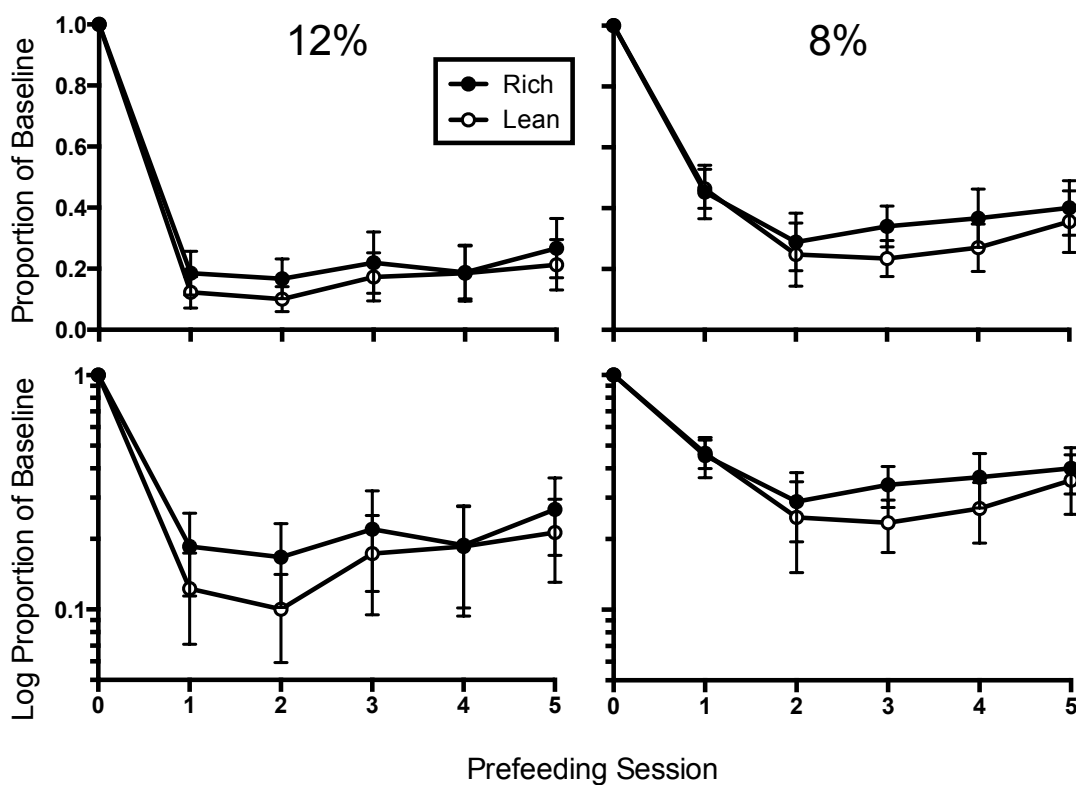 12%
8%
Rich
Lean
Proportion of Baseline
1.0
0.8
0.6
0.4
0.2
0.0
Log Proportion of Baseline
1
0.1
0 1 2 3 4 5
0 1 2 3 4 5
Prefeeding Session